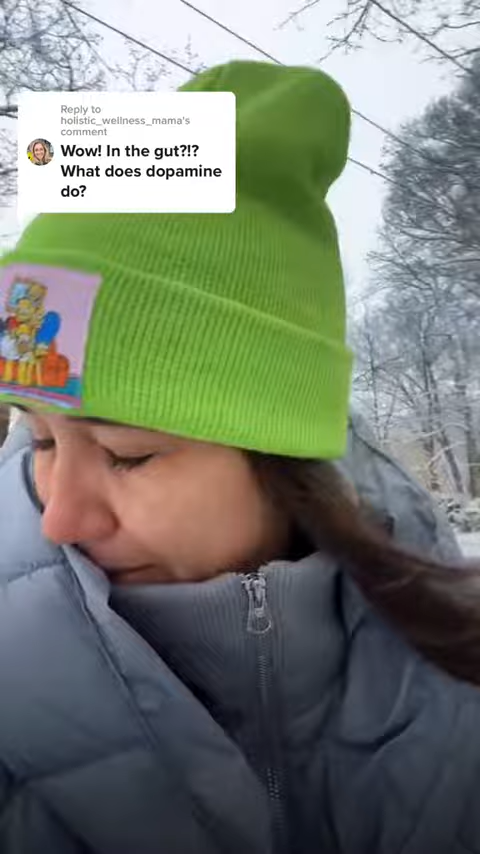 Reply to
holistic_wellness_mama's
comment
Wow! In the gut?!?
What does dopamine
do?